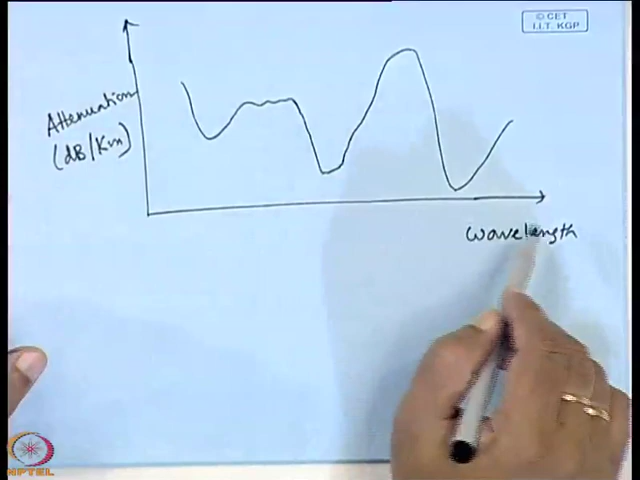 © CET
I.I.T. KGP
Attenuation
(dB/Km)
wavelength
NPTEL